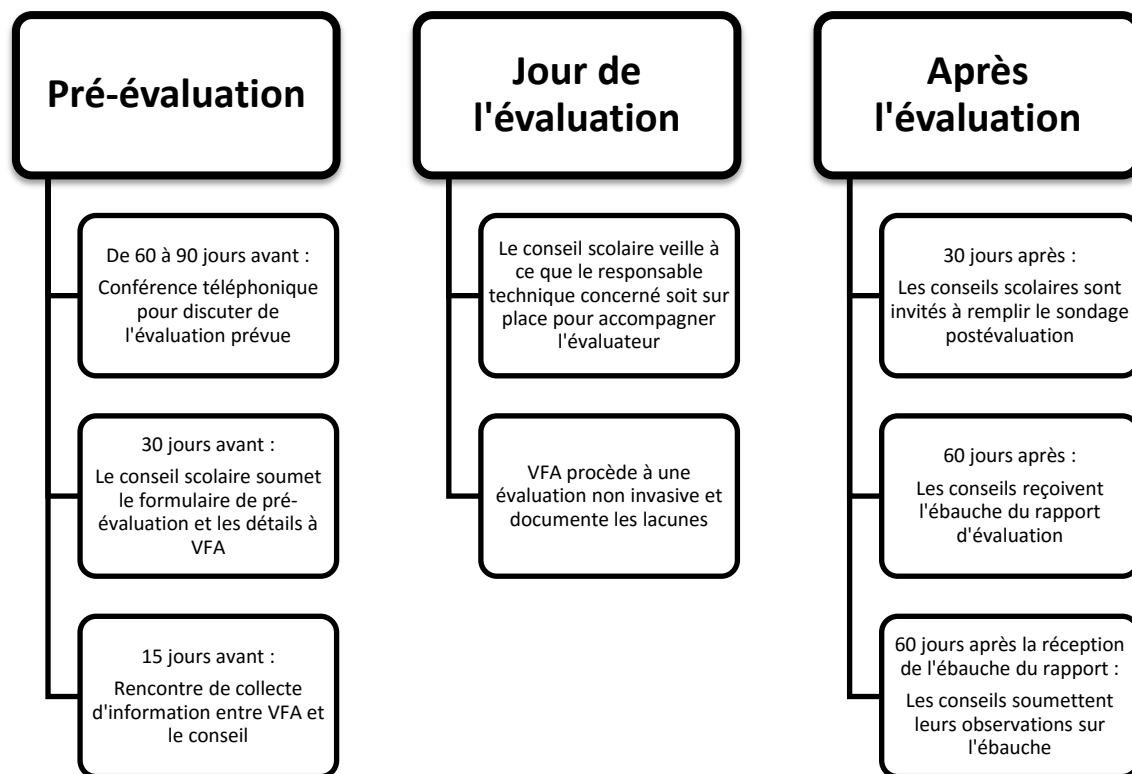 Pré-évaluation
De 60 à 90 jours avant :
Conférence téléphonique
pour discuter de
l'évaluation prévue
30 jours avant :
Le conseil scolaire soumet
le formulaire de pré-
évaluation et les détails à
VFA
15 jours avant :
Rencontre de collecte
d'information entre VFA et
le conseil
Jour de
l'évaluation
Le conseil scolaire veille à
ce que le responsable
technique concerné soit sur
place pour accompagner
l'évaluateur
VFA procède à une
évaluation non invasive et
documente les lacunes
Après
l'évaluation
30 jours après :
Les conseils scolaires sont
invités à remplir le sondage
postévaluation
60 jours après :
Les conseils reçoivent
l'ébauche du rapport
d'évaluation
60 jours après la réception
de l'ébauche du rapport :
Les conseils soumettent
leurs observations sur
l'ébauche